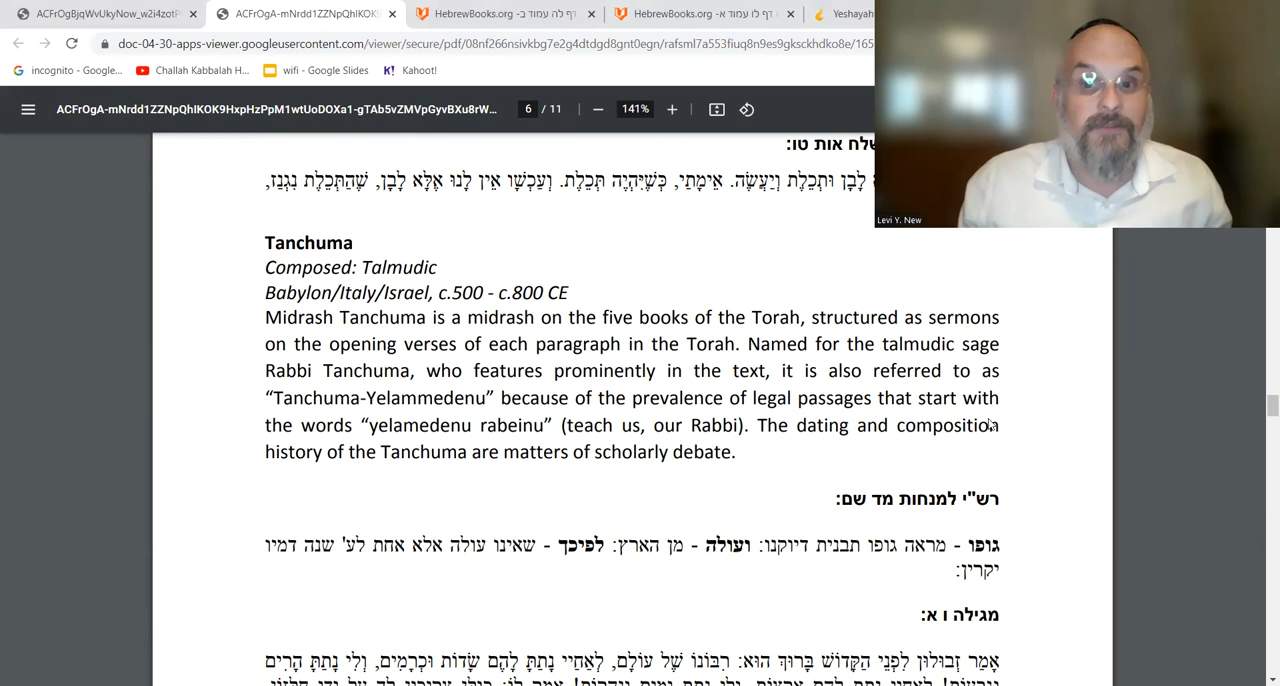 ACFrOgBjqWvUkyNow_w2i4zotP
ACFrOgA-mNrdd1ZZNpQhIKOK9
HebrewBooks.org - דף לה עמוד ב
HebrewBooks.org - דף לו עמוד א
Yeshayah
doc-04-30-apps-viewer.googleusercontent.com/viewer/secure/pdf/08nf266nsivkbg7e2g4dtdgd8gnt0egn/rafsml7a553fiuq8n9es9gksckhdko8e/165
incognito - Google...
Challah Kabbalah H...
wifi - Google Slides
Kahoot!
ACFrOgA-mNrdd1ZZNpQhIKOK9HxpHzPpM1wtUoDOXa1-gTAb5vZMVpGyvBXu8rW...
6 / 11
141%
Levi Y. New
שלח אות טו:
לָבָן וּתְכֵלֶת וְיַעֲשֶׂה. אֵימָתַי, כְּשֶׁיִּהְיֶה תְּכֵלֶת. וְעַכְשָׁו אֵין לָנוּ אֶלָּא לָבָן, שֶׁהַתְּכֵלֶת נִגְנַז,
Tanchuma
Composed: Talmudic
Babylon/Italy/Israel, c.500 - c.800 CE
Midrash Tanchuma is a midrash on the five books of the Torah, structured as sermons
on the opening verses of each paragraph in the Torah. Named for the talmudic sage
Rabbi Tanchuma, who features prominently in the text, it is also referred to as
“Tanchuma-Yelammedenu” because of the prevalence of legal passages that start with
the words “yelamedenu rabeinu” (teach us, our Rabbi). The dating and composition
history of the Tanchuma are matters of scholarly debate.
רש"י למנחות מד שם:
גופו - מראה גופו תבנית דיוקנו: ועולה - מן הארץ: לפיכך - שאינו עולה אלא אחת לע' שנה דמיו
יקרין:
מגילה ו א:
אָמַר זְבוּלוּן לִפְנֵי הַקָּדוֹשׁ בָּרוּךְ הוּא: רִבּוֹנוֹ שֶׁל עוֹלָם, לְאַחַיי נָתַתָּ לָהֶם שָׂדוֹת וּכְרָמִים, וְלִי נָתַתָּ הָרִים